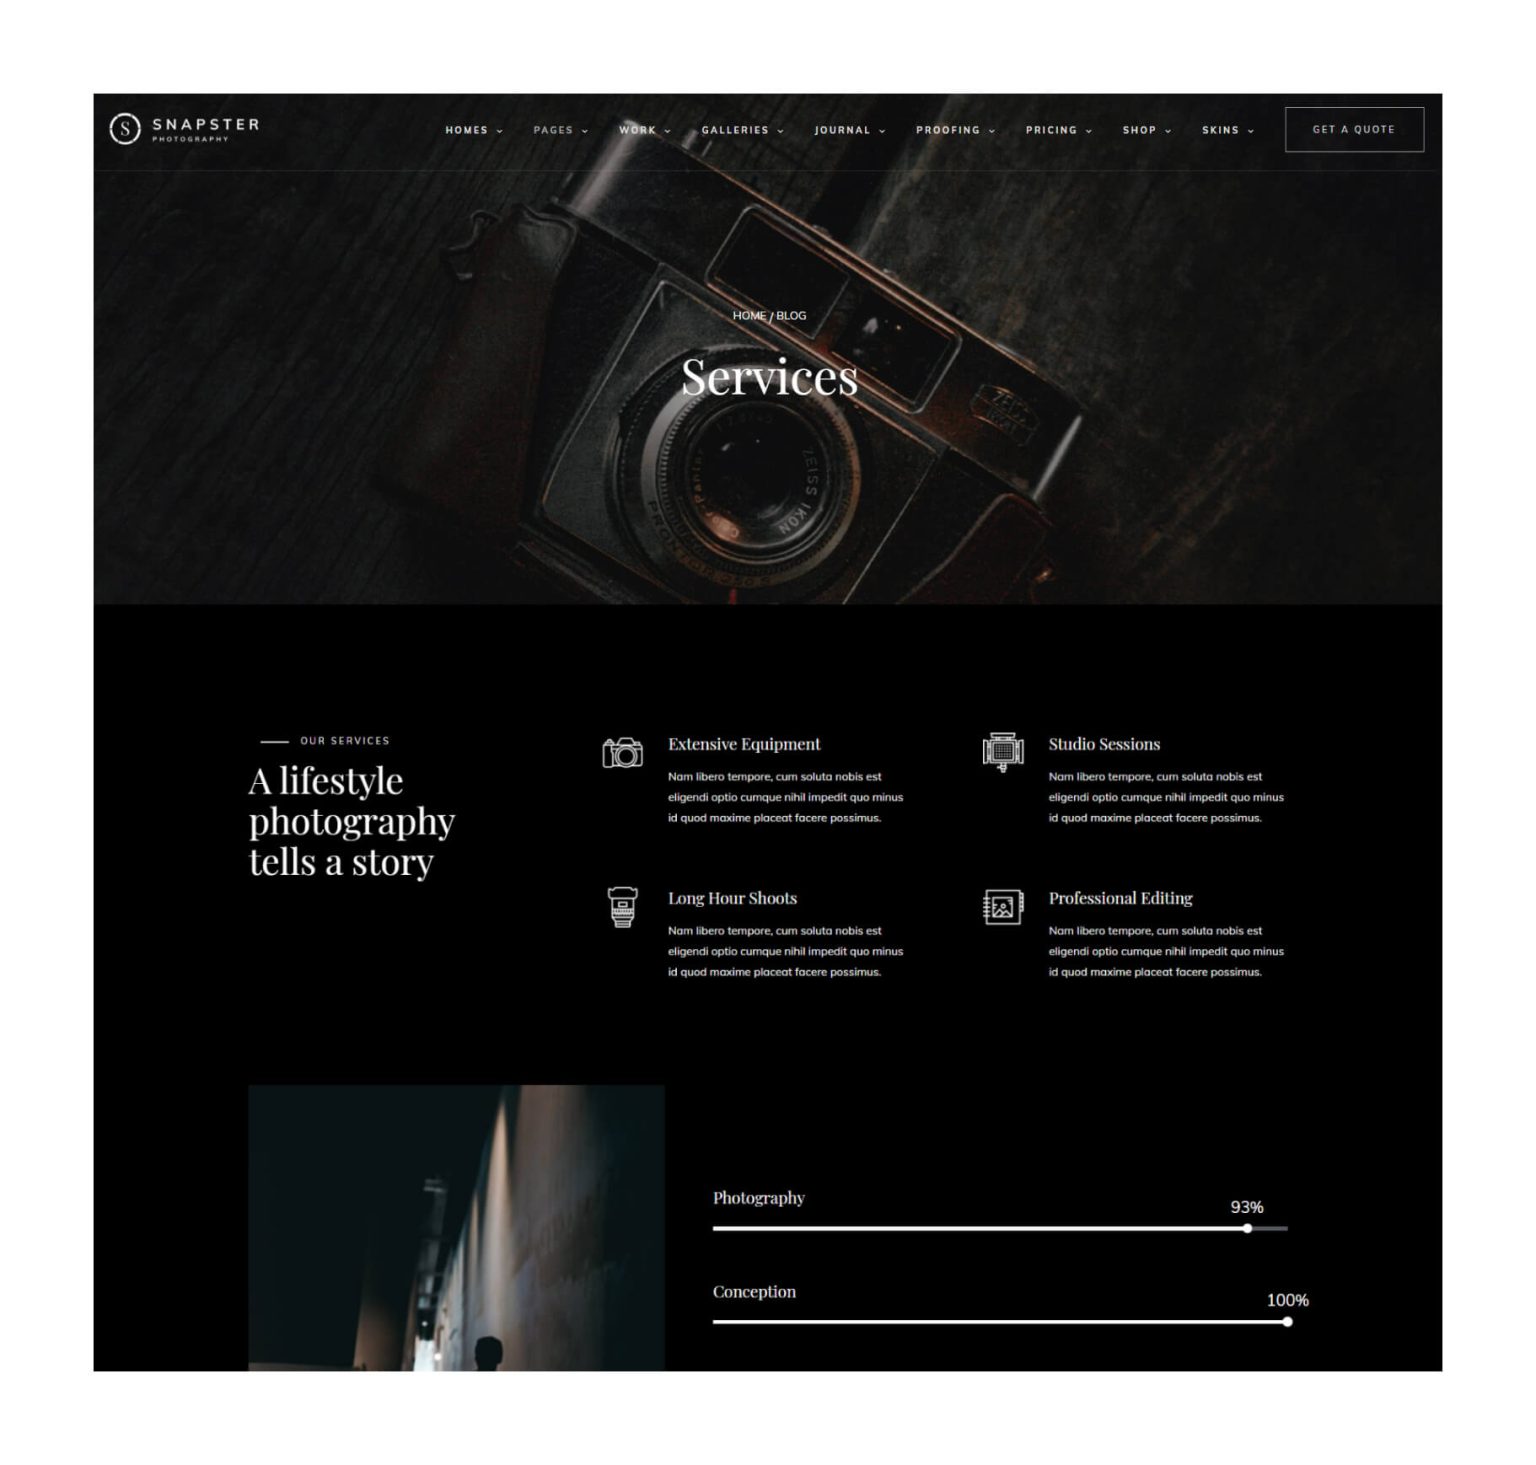 S
SNAPSTER
PHOTOGRAPHY
HOMES PAGES WORK GALLERIES JOURNAL PROOFING PRICING SHOP SKINS GET A QUOTE
HOME / BLOG
Services
ZEISS IKON
ZEISS IKON
Pantar
PRONTOR 250 S
OUR SERVICES
A lifestyle
photography
tells a story
Extensive Equipment
Nam libero tempore, cum soluta nobis est
eligendi optio cumque nihil impedit quo minus
id quod maxime placeat facere possimus.
Studio Sessions
Nam libero tempore, cum soluta nobis est
eligendi optio cumque nihil impedit quo minus
id quod maxime placeat facere possimus.
Long Hour Shoots
Nam libero tempore, cum soluta nobis est
eligendi optio cumque nihil impedit quo minus
id quod maxime placeat facere possimus.
Professional Editing
Nam libero tempore, cum soluta nobis est
eligendi optio cumque nihil impedit quo minus
id quod maxime placeat facere possimus.
Photography
93%
Conception
100%